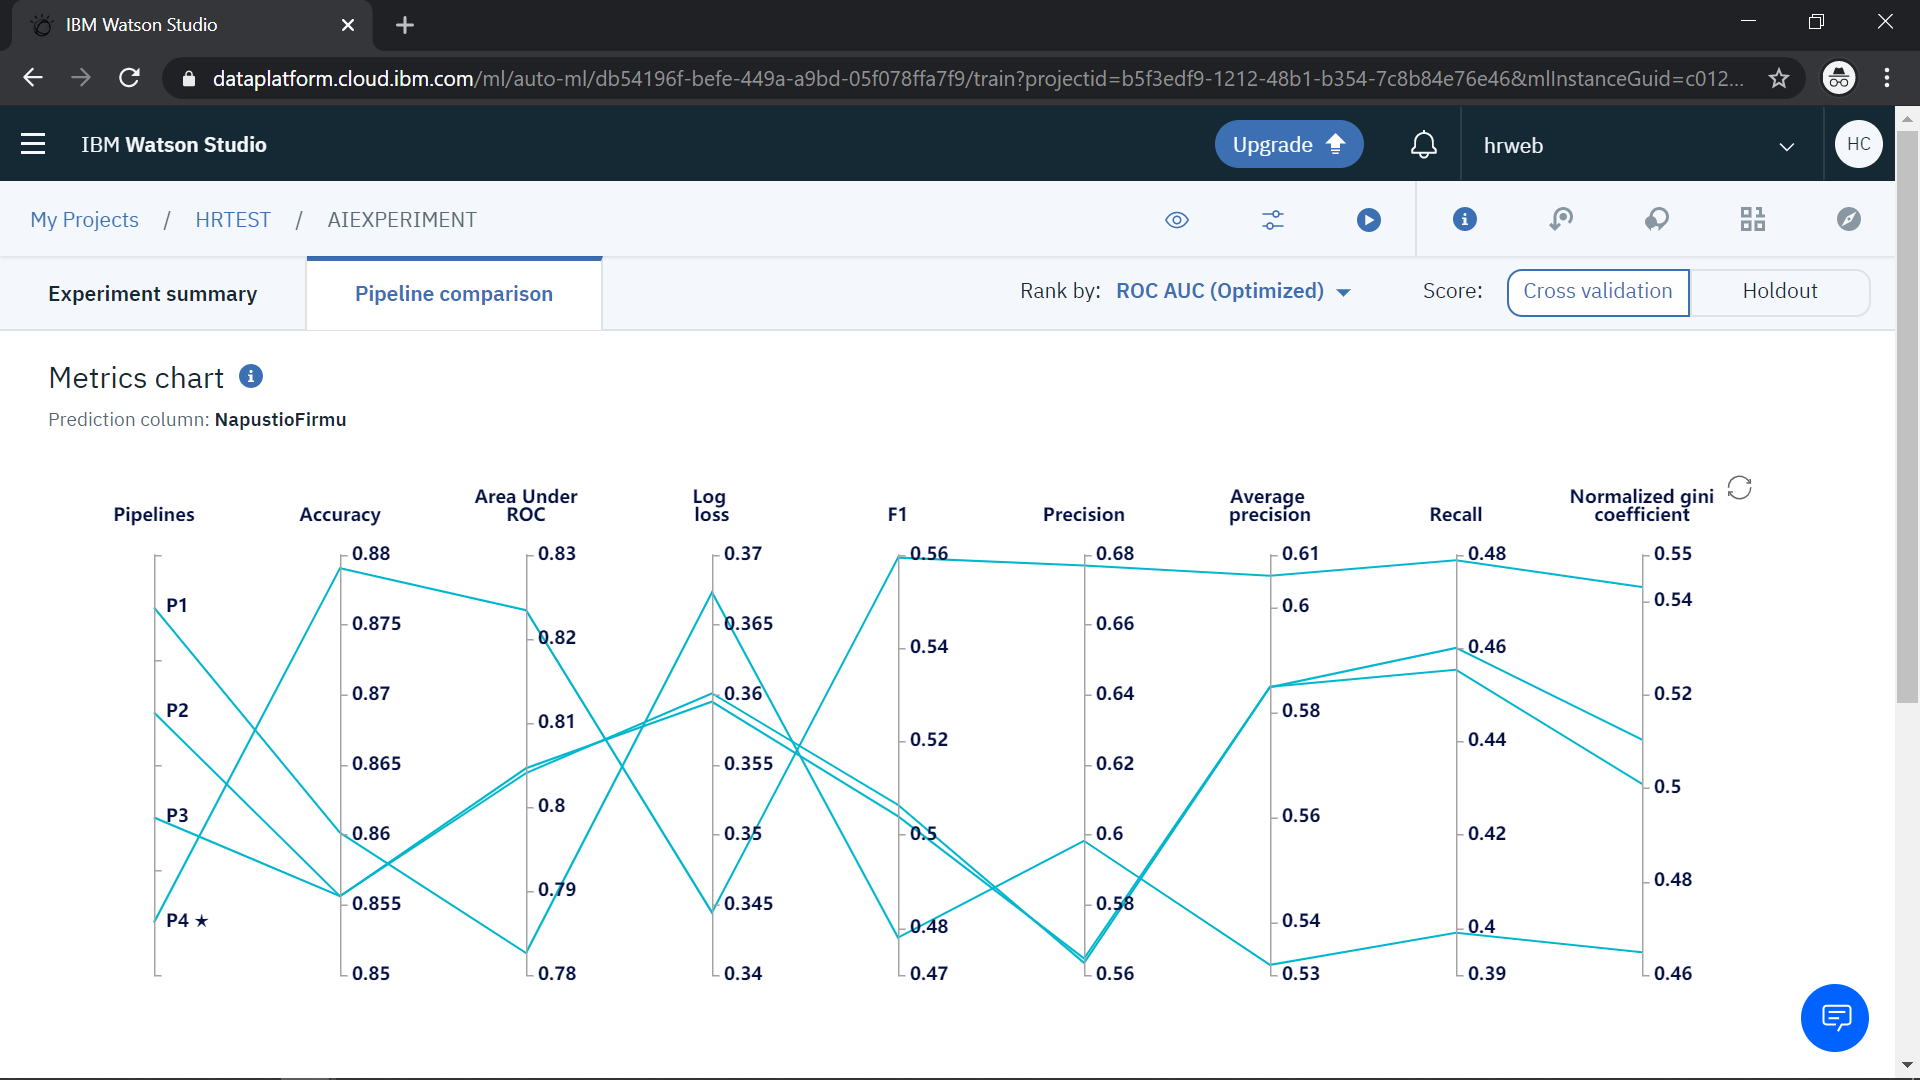 IBM Watson Studio
dataplatform.cloud.ibm.com/ml/auto-ml/db54196f-befe-449a-a9bd-05f078ffa7f9/train?projectid=b5f3edf9-1212-48b1-b354-7c8b84e76e46&mlInstanceGuid=c012...
IBM Watson Studio
Upgrade
hrweb
HC
My Projects / HRTEST / AIEXPERIMENT
Experiment summary
Pipeline comparison
Rank by: ROC AUC (Optimized)
Score: Cross validation Holdout
Metrics chart
Prediction column: NapustioFirmu
Pipelines
P1
P2
P3
P4 ★
Accuracy
0.88
0.875
0.87
0.865
0.86
0.855
0.85
Area Under
ROC
0.83
0.82
0.81
0.8
0.79
0.78
Log
loss
0.37
0.365
0.36
0.355
0.35
0.345
0.34
F1
0.56
0.54
0.52
0.5
0.48
0.47
Precision
0.68
0.66
0.64
0.62
0.6
0.58
0.56
Average
precision
0.61
0.6
0.58
0.56
0.54
0.53
Recall
0.48
0.46
0.44
0.42
0.4
0.39
Normalized gini
coefficient
0.55
0.54
0.52
0.5
0.48
0.46